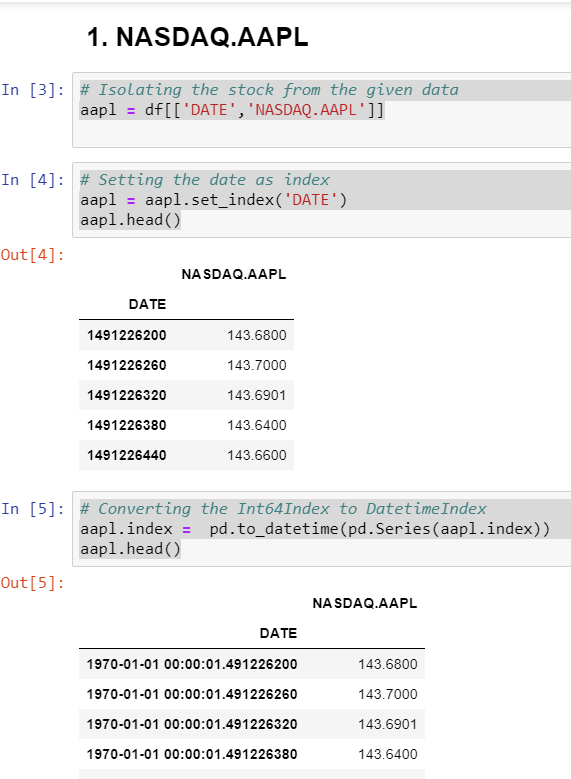 1. NASDAQ.AAPL
In [3]: # Isolating the stock from the given data
aapl = df[['DATE','NASDAQ.AAPL']]
In [4]: # Setting the date as index
aapl = aapl.set_index('DATE')
aapl.head()
Out[4]:
NASDAQ.AAPL
DATE
1491226200 143.6800
1491226260 143.7000
1491226320 143.6901
1491226380 143.6400
1491226440 143.6600
In [5]: # Converting the Int64Index to DatetimeIndex
aapl.index =  pd.to_datetime(pd.Series(aapl.index))
aapl.head()
Out[5]:
NASDAQ.AAPL
DATE
1970-01-01 00:00:01.491226200 143.6800
1970-01-01 00:00:01.491226260 143.7000
1970-01-01 00:00:01.491226320 143.6901
1970-01-01 00:00:01.491226380 143.6400